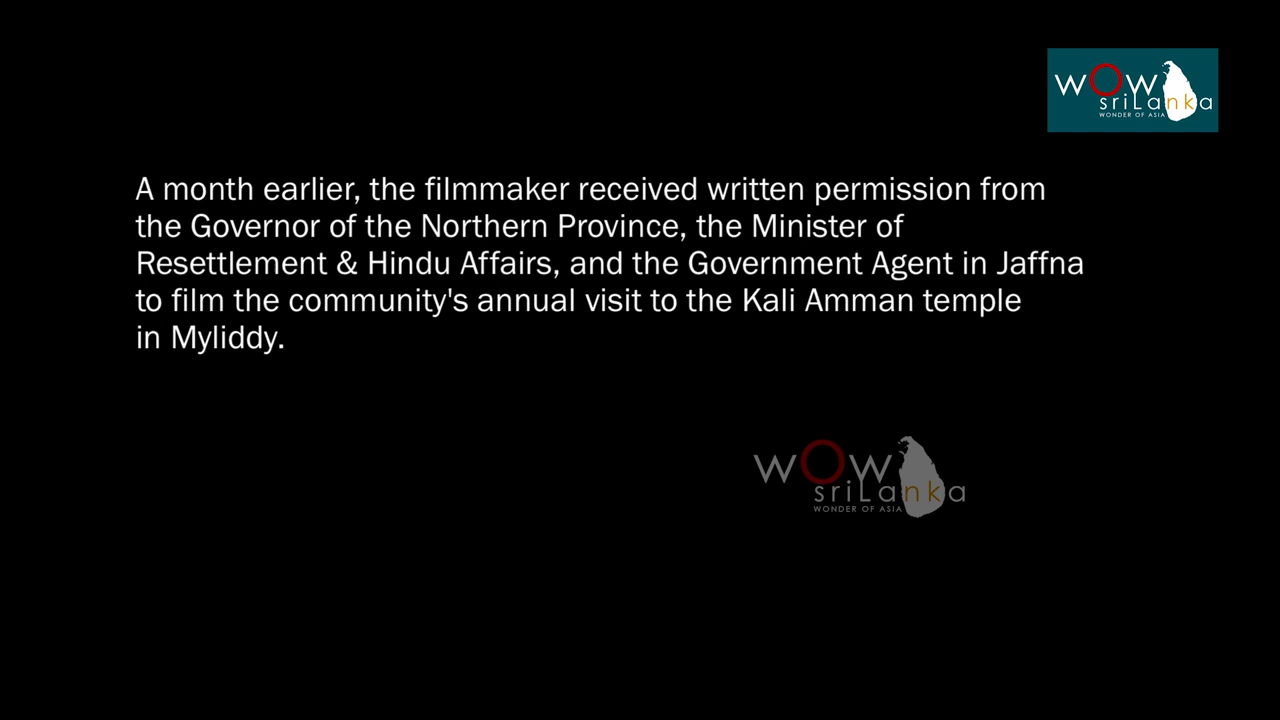 wOw
sriLanka
WONDER OF ASIA
A month earlier, the filmmaker received written permission from
the Governor of the Northern Province, the Minister of
Resettlement & Hindu Affairs, and the Government Agent in Jaffna
to film the community's annual visit to the Kali Amman temple
in Myliddy.
wOw
sriLanka
WONDER OF ASIA